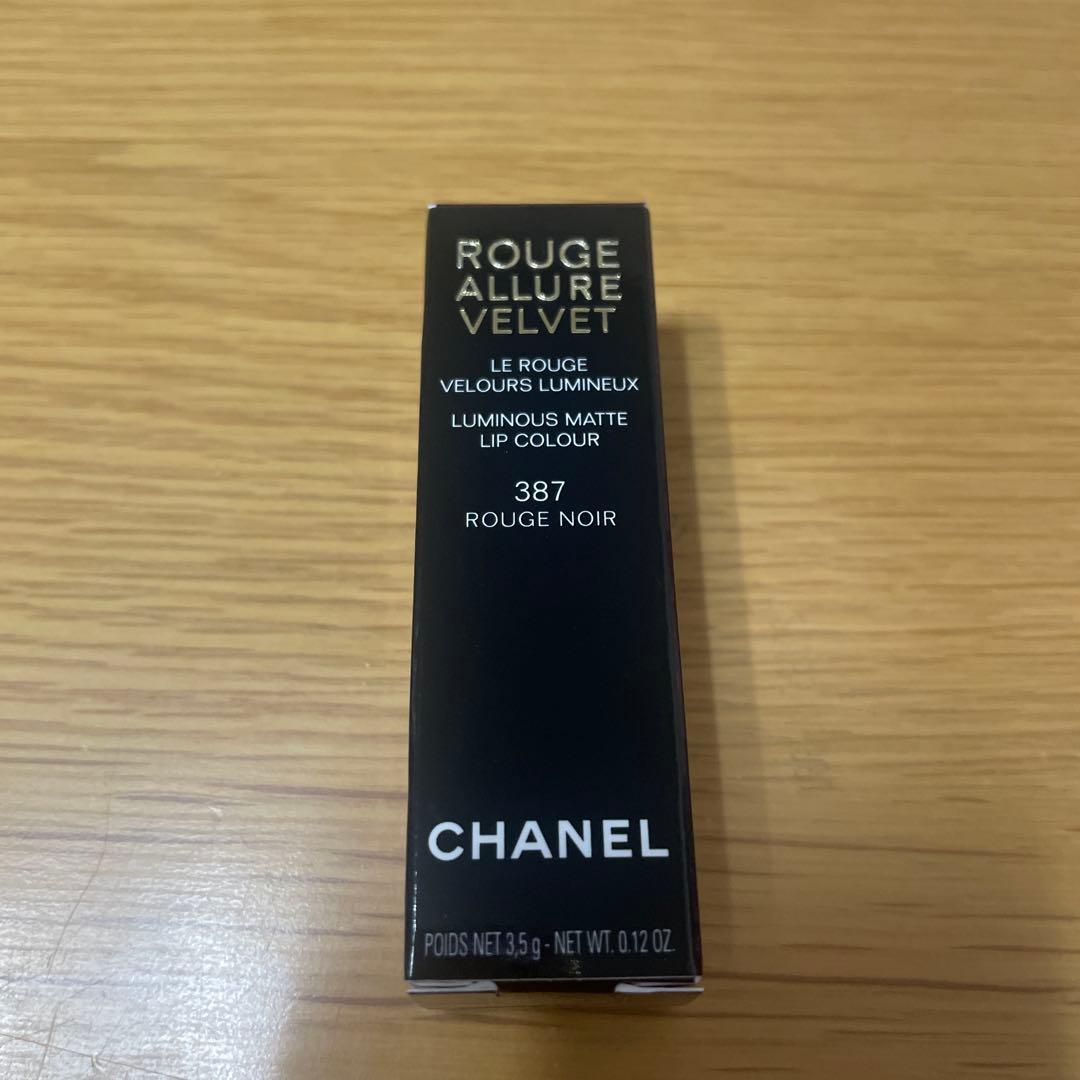 ROUGE
ALLURE
VELVET
LE ROUGE
VELOURS LUMINEUX
LUMINOUS MATTE
LIP COLOUR
387
ROUGE NOIR
CHANEL
POIDS NET 3,5 g - NET WT. 0.12 OZ.